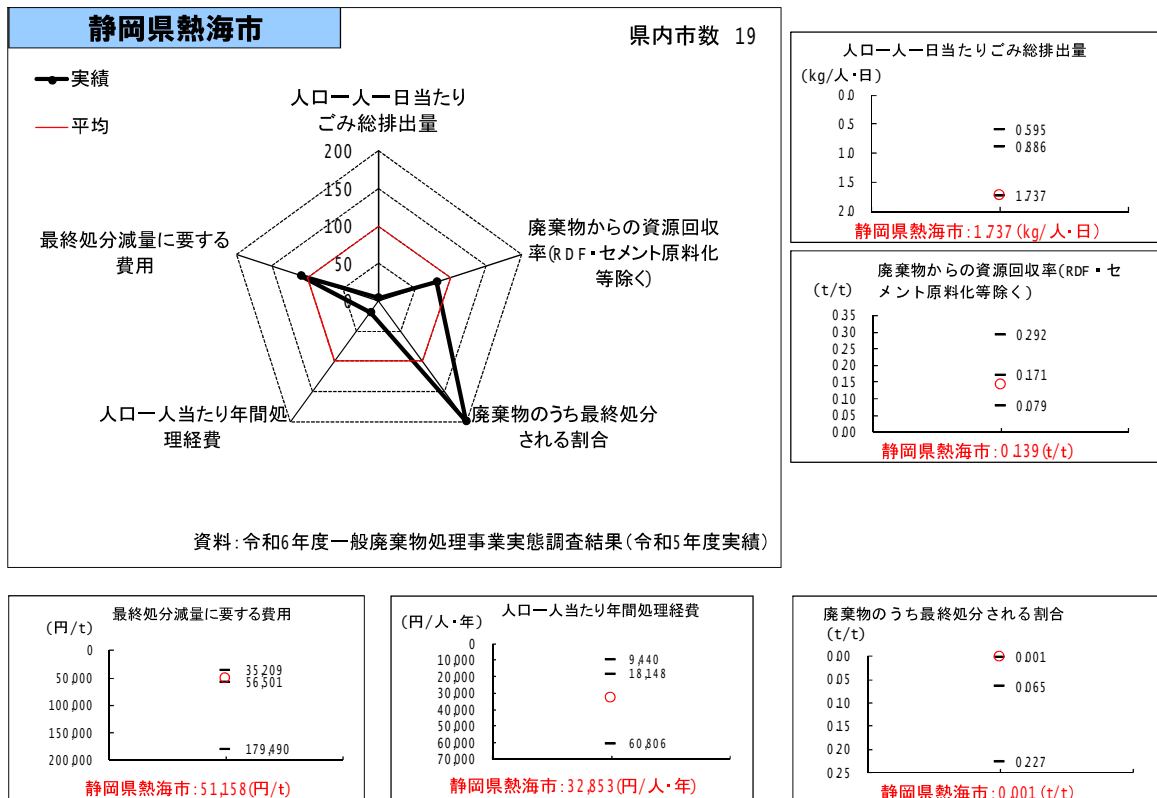 静岡県熱海市
県内市数 19
実績
平均
人口一人一日当たり
ごみ総排出量
200
150
100
50
0
廃棄物からの資源回収
率(RDF・セメント原料化
等除く)
最終処分減量に要する
費用
人口一人当たり年間処
理経費
廃棄物のうち最終処分
される割合
資料:令和6年度一般廃棄物処理事業実態調査結果(令和5年度実績)
人口一人一日当たりごみ総排出量
(kg/人・日)
0.0
0.5
1.0
1.5
2.0
0.595
0.886
1.737
静岡県熱海市:1.737(kg/人・日)
廃棄物からの資源回収率(RDF・セ
メント原料化等除く)
(t/t)
0.35
0.30
0.25
0.20
0.15
0.10
0.05
0.00
0.292
0.171
0.079
静岡県熱海市:0.139(t/t)
最終処分減量に要する費用
(円/t)
0
50,000
100,000
150,000
200,000
35,209
56,501
179,490
静岡県熱海市:51,158(円/t)
人口一人当たり年間処理経費
(円/人・年)
0
10,000
20,000
30,000
40,000
50,000
60,000
70,000
9,440
18,148
60,806
静岡県熱海市:32,853(円/人・年)
廃棄物のうち最終処分される割合
(t/t)
0.00
0.05
0.10
0.15
0.20
0.25
0.001
0.065
0.227
静岡県熱海市:0.001(t/t)